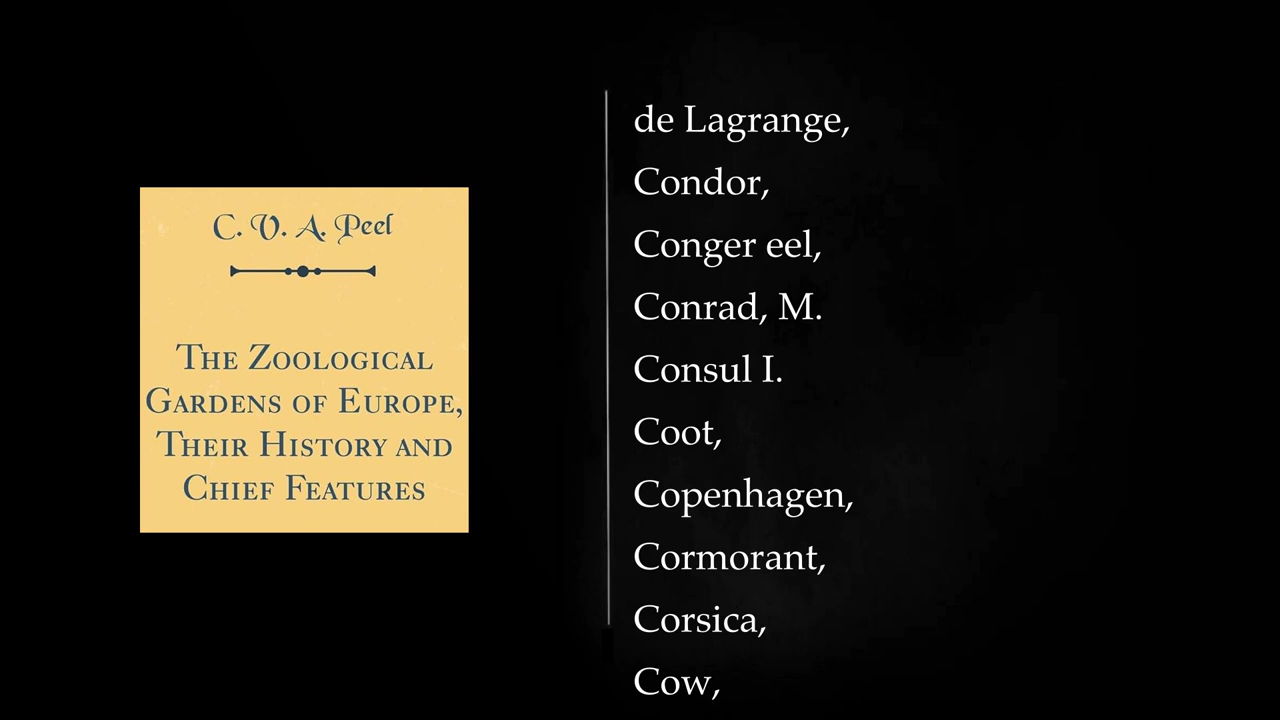 C. V. A. Peel
The Zoological
Gardens of Europe,
Their History and
Chief Features
de Lagrange,
Condor,
Conger eel,
Conrad, M.
Consul I.
Coot,
Copenhagen,
Cormorant,
Corsica,
Cow,